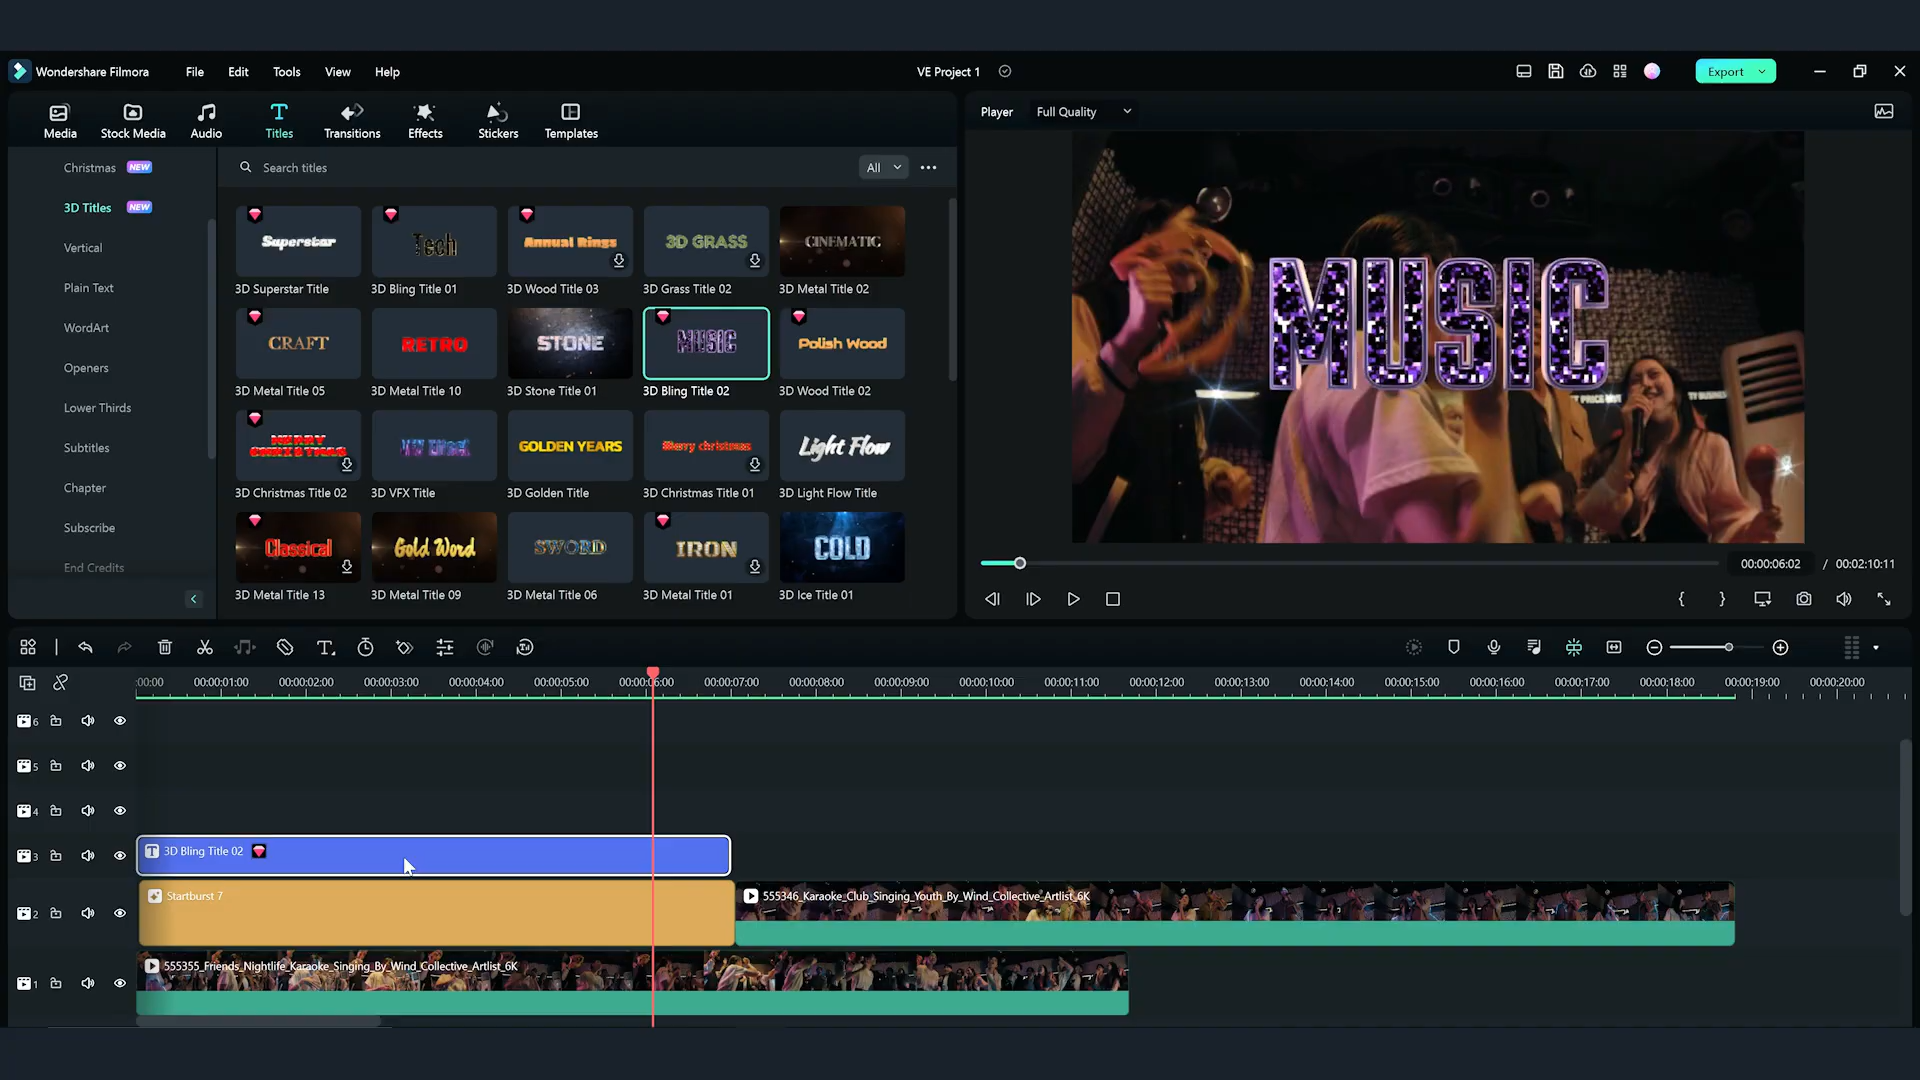 Wondershare Filmora File Edit Tools View Help VE Project 1 Export
Media Stock Media Audio Titles Transitions Effects Stickers Templates
Player Full Quality
Christmas NEW
3D Titles NEW
Vertical
Plain Text
WordArt
Openers
Lower Thirds
Subtitles
Chapter
Subscribe
End Credits
Search titles All
Superstar Tech Annual Rings 3D GRASS CINEMATIC
3D Superstar Title 3D Bling Title 01 3D Wood Title 03 3D Grass Title 02 3D Metal Title 02
CRAFT RETRO STONE MUSIC Polish Wood
3D Metal Title 05 3D Metal Title 10 3D Stone Title 01 3D Bling Title 02 3D Wood Title 02
MERRY
CHRISTMAS
GOLDEN YEARS Merry christmas Light Flow
3D Christmas Title 02 3D VFX Title 3D Golden Title 3D Christmas Title 01 3D Light Flow Title
Classical Gold Word SWORD IRON COLD
3D Metal Title 13 3D Metal Title 09 3D Metal Title 06 3D Metal Title 01 3D Ice Title 01
MUSIC
00:00:06:02 / 00:02:10:11
:00:00 00:00:01:00 00:00:02:00 00:00:03:00 00:00:04:00 00:00:05:00 00:00:06:00 00:00:07:00 00:00:08:00 00:00:09:00 00:00:10:00 00:00:11:00 00:00:12:00 00:00:13:00 00:00:14:00 00:00:15:00 00:00:16:00 00:00:17:00 00:00:18:00 00:00:19:00 00:00:20:00
6
5
4
3 3D Bling Title 02
2 Startburst 7 555346_Karaoke_Club_Singing_Youth_By_Wind_Collective_Artlist_6K
1 555355_Friends_Nightlife_Karaoke_Singing_By_Wind_Collective_Artlist_6K